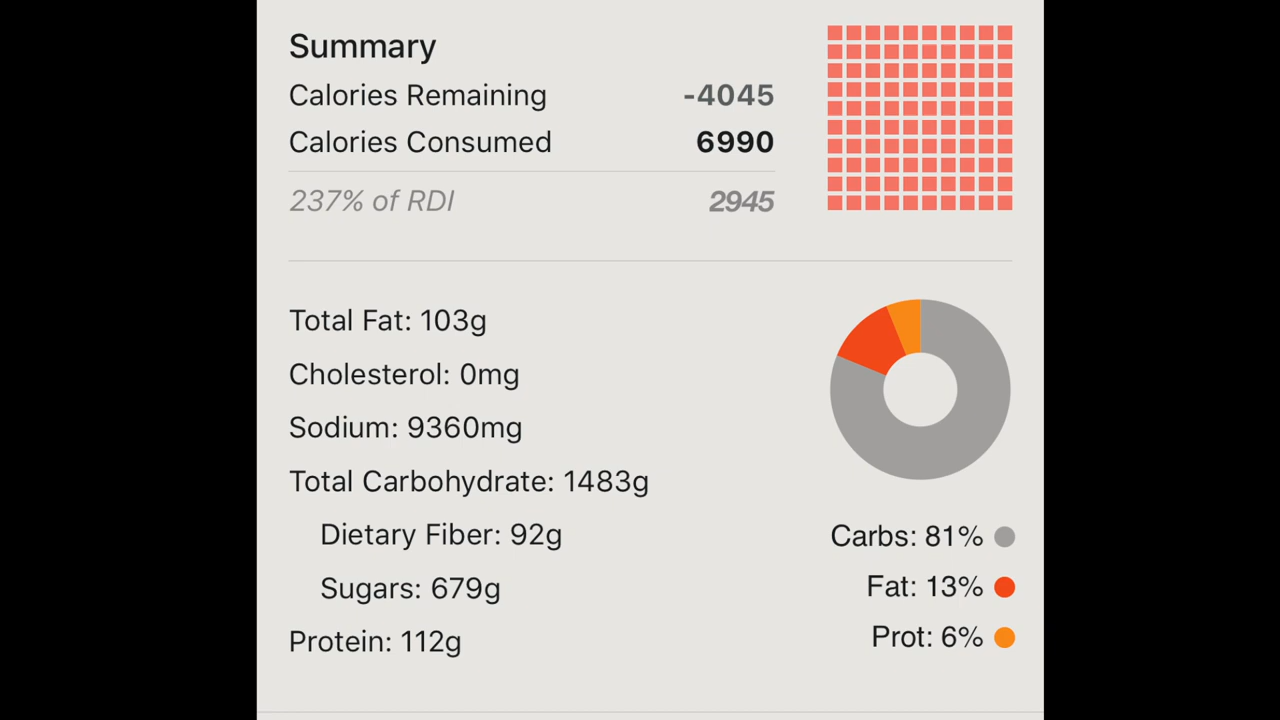 Summary
Calories Remaining -4045
Calories Consumed 6990
237% of RDI 2945
Total Fat: 103g
Cholesterol: 0mg
Sodium: 9360mg
Total Carbohydrate: 1483g
Dietary Fiber: 92g
Sugars: 679g
Protein: 112g
Carbs: 81%
Fat: 13%
Prot: 6%